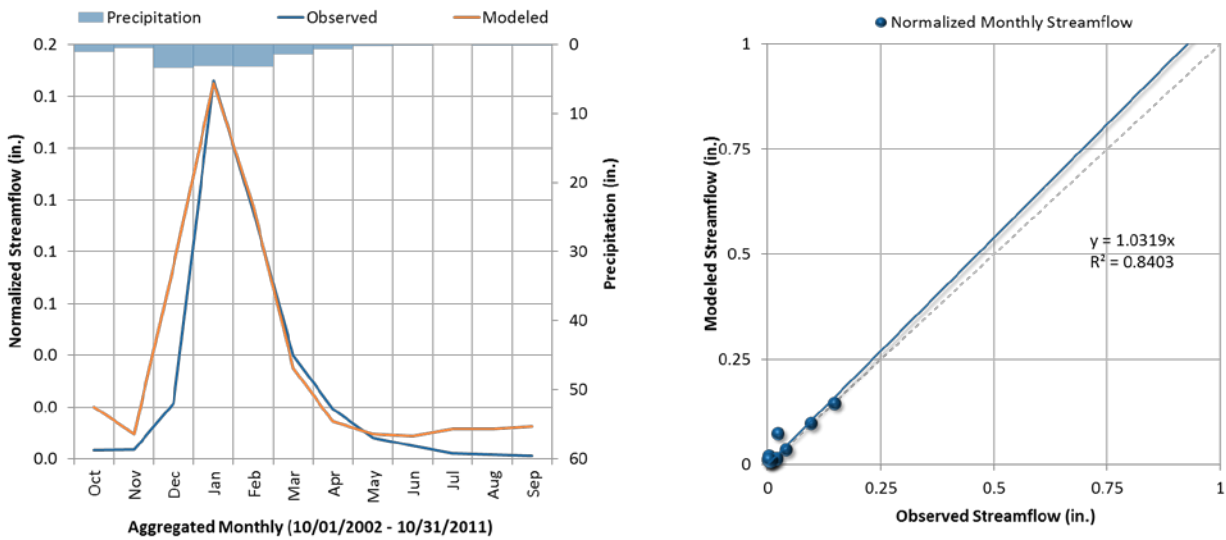 Precipitation Observed Modeled
Normalized Streamflow (in.)
0.2
0.1
0.1
0.1
0.1
0.1
0.0
0.0
0.0
0
10
20
30
40
50
60
Precipitation (in.)
Oct Nov Dec Jan Feb Mar Apr May Jun Jul Aug Sep
Aggregated Monthly (10/01/2002 - 10/31/2011)
Normalized Monthly Streamflow
Modeled Streamflow (in.)
1
0.75
0.5
0.25
0
y = 1.0319x
R² = 0.8403
0 0.25 0.5 0.75 1
Observed Streamflow (in.)